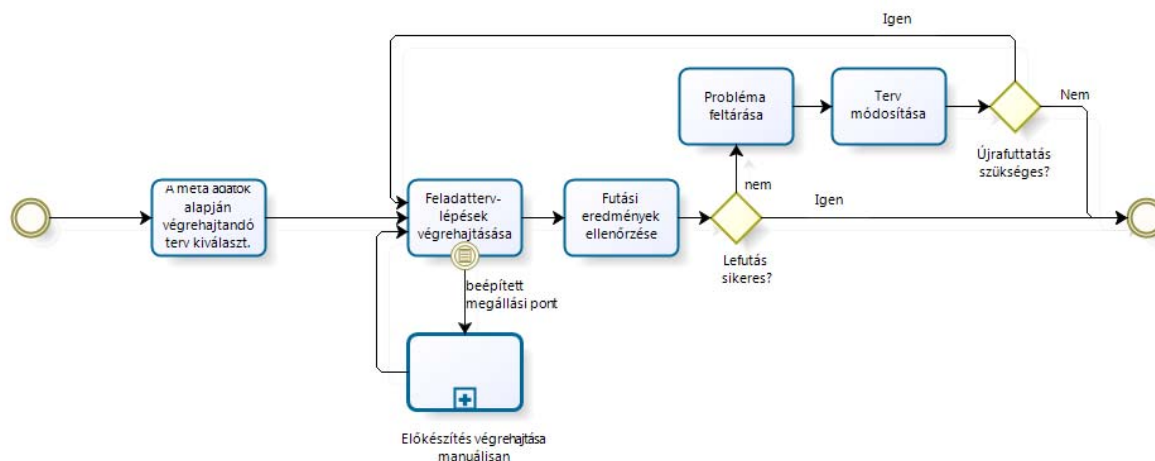 Igen
Probléma
feltárása
Terv
módosítása
Nem
Újrafuttatás
szükséges?
A meta adatok
alapján
végrehajtandó
terv kiválaszt.
Feladatterv-
lépések
végrehajtásása
Futási
eredmények
ellenőrzése
nem
Igen
Lefutás
sikeres?
beépített
megállási pont
Előkészítés végrehajtása
manuálisan